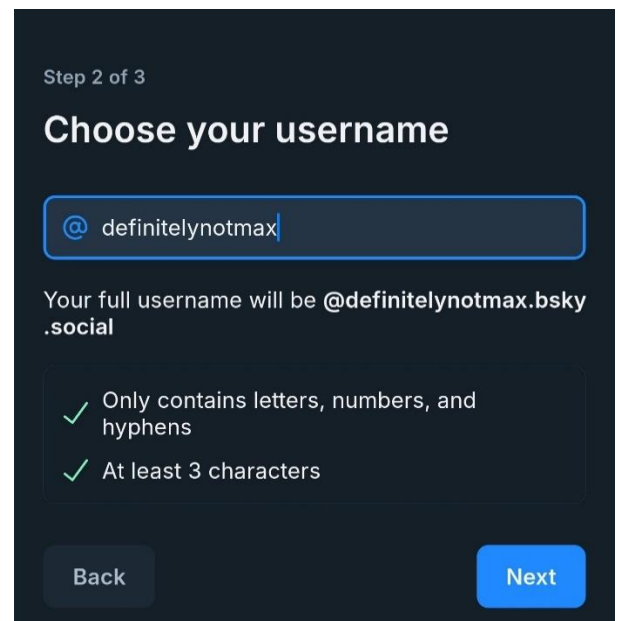 Step 2 of 3
Choose your username
@ definitelynotmax
Your full username will be @definitelynotmax.bsky
.social
Only contains letters, numbers, and
hyphens
At least 3 characters
Back
Next